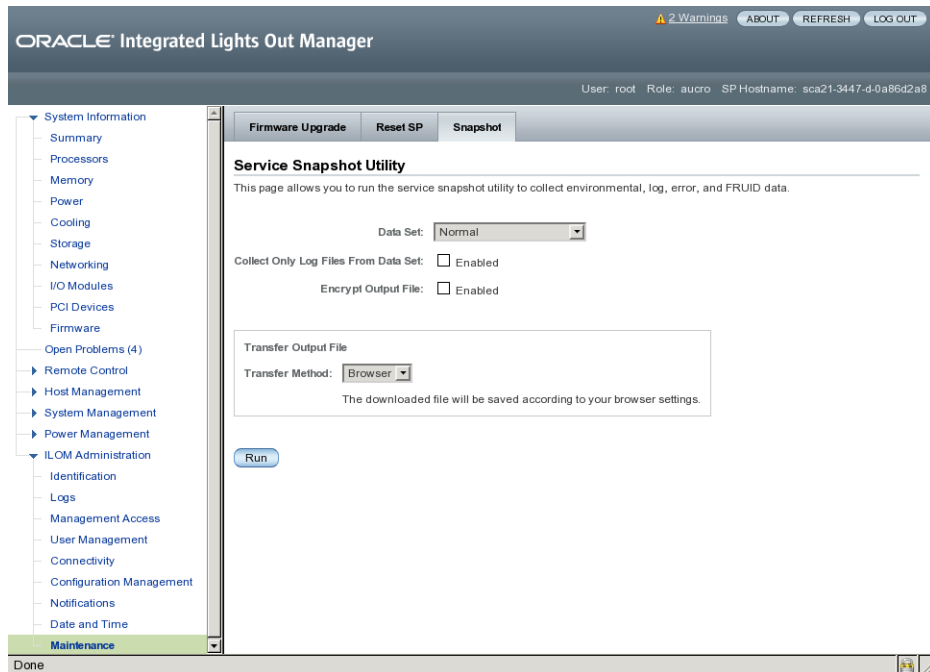 2 Warnings ABOUT REFRESH LOG OUT
ORACLE® Integrated Lights Out Manager
User: root Role: aucro SP Hostname: sca21-3447-d-0a86d2a8
System Information
Summary
Processors
Memory
Power
Cooling
Storage
Networking
I/O Modules
PCI Devices
Firmware
Open Problems (4)
Remote Control
Host Management
System Management
Power Management
ILOM Administration
Identification
Logs
Management Access
User Management
Connectivity
Configuration Management
Notifications
Date and Time
Maintenance
Firmware Upgrade Reset SP Snapshot
Service Snapshot Utility
This page allows you to run the service snapshot utility to collect environmental, log, error, and FRUID data.
Data Set: Normal
Collect Only Log Files From Data Set: Enabled
Encrypt Output File: Enabled
Transfer Output File
Transfer Method: Browser
The downloaded file will be saved according to your browser settings.
Run
Done